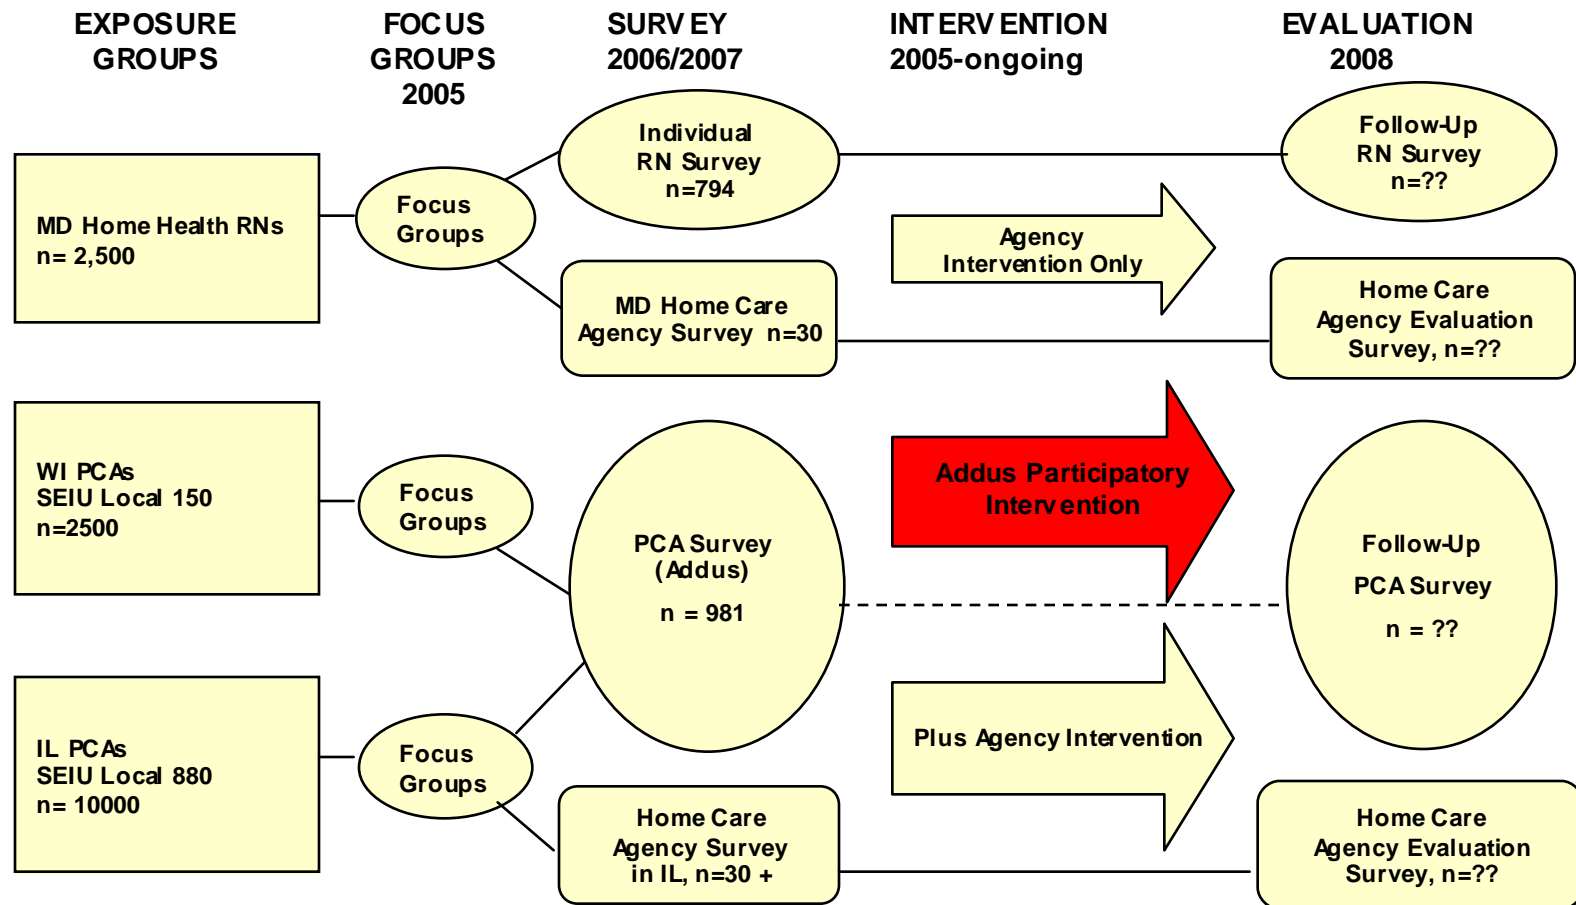 EXPOSURE
GROUPS
FOCUS
GROUPS
2005
SURVEY
2006/2007
INTERVENTION
2005-ongoing
EVALUATION
2008
MD Home Health RNs
n= 2,500
Focus
Groups
Individual
RN Survey
n=794
MD Home Care
Agency Survey n=30
Agency
Intervention Only
Follow-Up
RN Survey
n=??
Home Care
Agency Evaluation
Survey, n=??
WI PCAs
SEIU Local 150
n=2500
Focus
Groups
PCA Survey
(Addus)
n = 981
Addus Participatory
Intervention
Follow-Up
PCA Survey
n = ??
IL PCAs
SEIU Local 880
n= 10000
Focus
Groups
Home Care
Agency Survey
in IL, n=30 +
Plus Agency Intervention
Home Care
Agency Evaluation
Survey, n=??